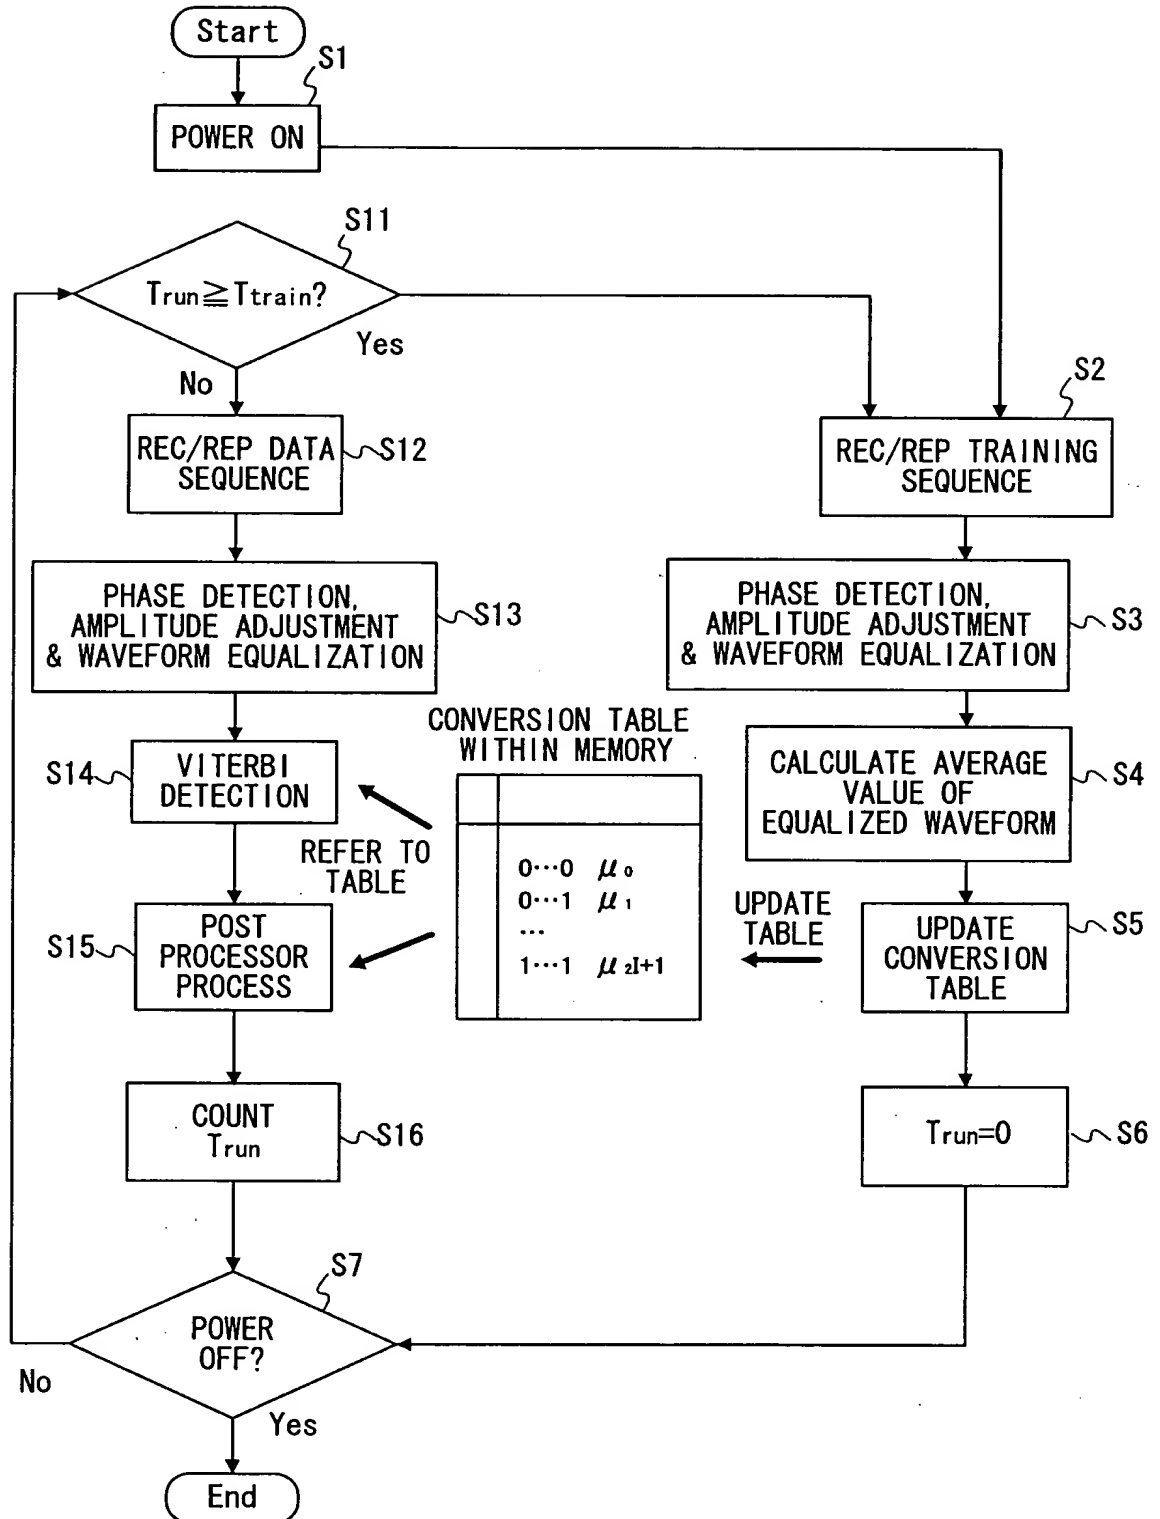 Start
S1
POWER ON
S11
Trun≧Ttrain?
Yes
No
S2
REC/REP DATA
SEQUENCE
S12
REC/REP TRAINING
SEQUENCE
PHASE DETECTION,
AMPLITUDE ADJUSTMENT
& WAVEFORM EQUALIZATION
S13
PHASE DETECTION,
AMPLITUDE ADJUSTMENT
& WAVEFORM EQUALIZATION
S3
CONVERSION TABLE
WITHIN MEMORY
S14
VITERBI
DETECTION
CALCULATE AVERAGE
VALUE OF
EQUALIZED WAVEFORM
S4
REFER TO
TABLE
0…0 μ0
0…1 μ1
…
1…1 μ2I+1
UPDATE
TABLE
S15
POST
PROCESSOR
PROCESS
UPDATE
CONVERSION
TABLE
S5
COUNT
Trun
S16
Trun=0
S6
S7
POWER
OFF?
No
Yes
End